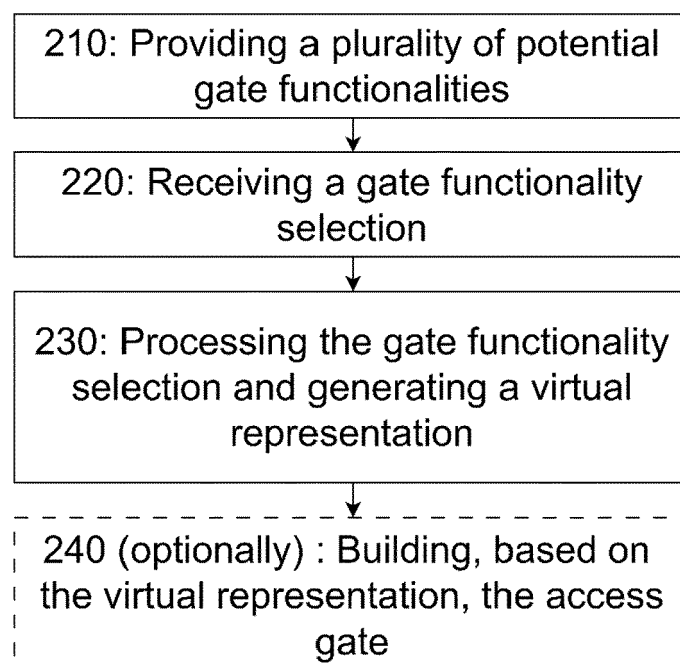 210: Providing a plurality of potential
gate functionalities
220: Receiving a gate functionality
selection
230: Processing the gate functionality
selection and generating a virtual
representation
240 (optionally) : Building, based on
the virtual representation, the access
gate